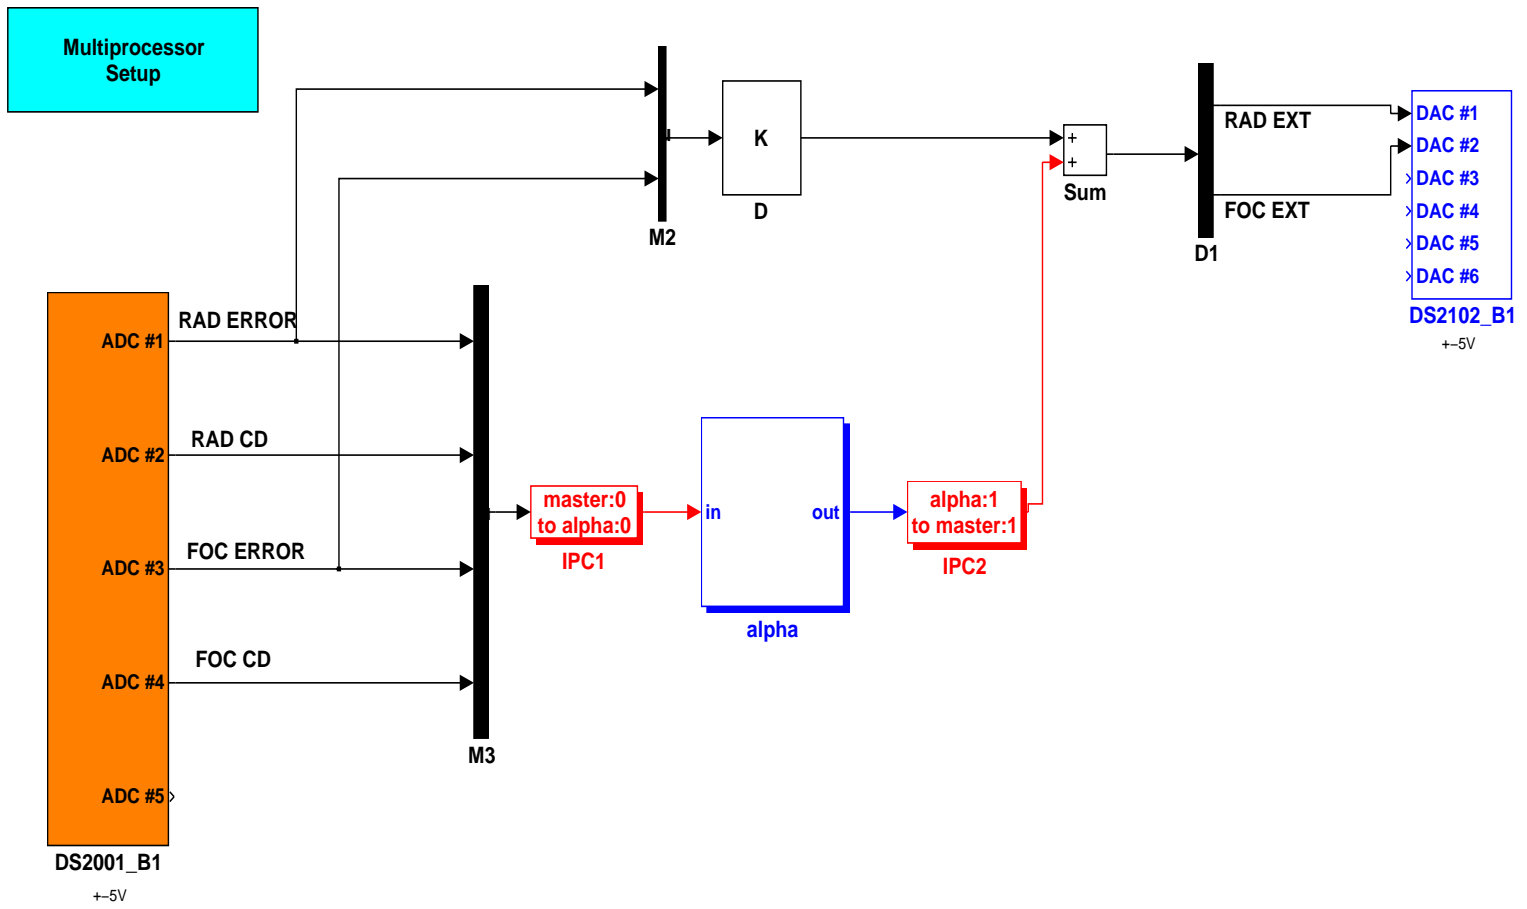 Multiprocessor
Setup
K
D
M2
+
+
Sum
RAD EXT
FOC EXT
D1
DAC #1
DAC #2
DAC #3
DAC #4
DAC #5
DAC #6
DS2102_B1
+−5V
ADC #1
ADC #2
ADC #3
ADC #4
ADC #5
DS2001_B1
+−5V
RAD ERROR
RAD CD
FOC ERROR
FOC CD
M3
master:0
to alpha:0
IPC1
in
out
alpha
alpha:1
to master:1
IPC2